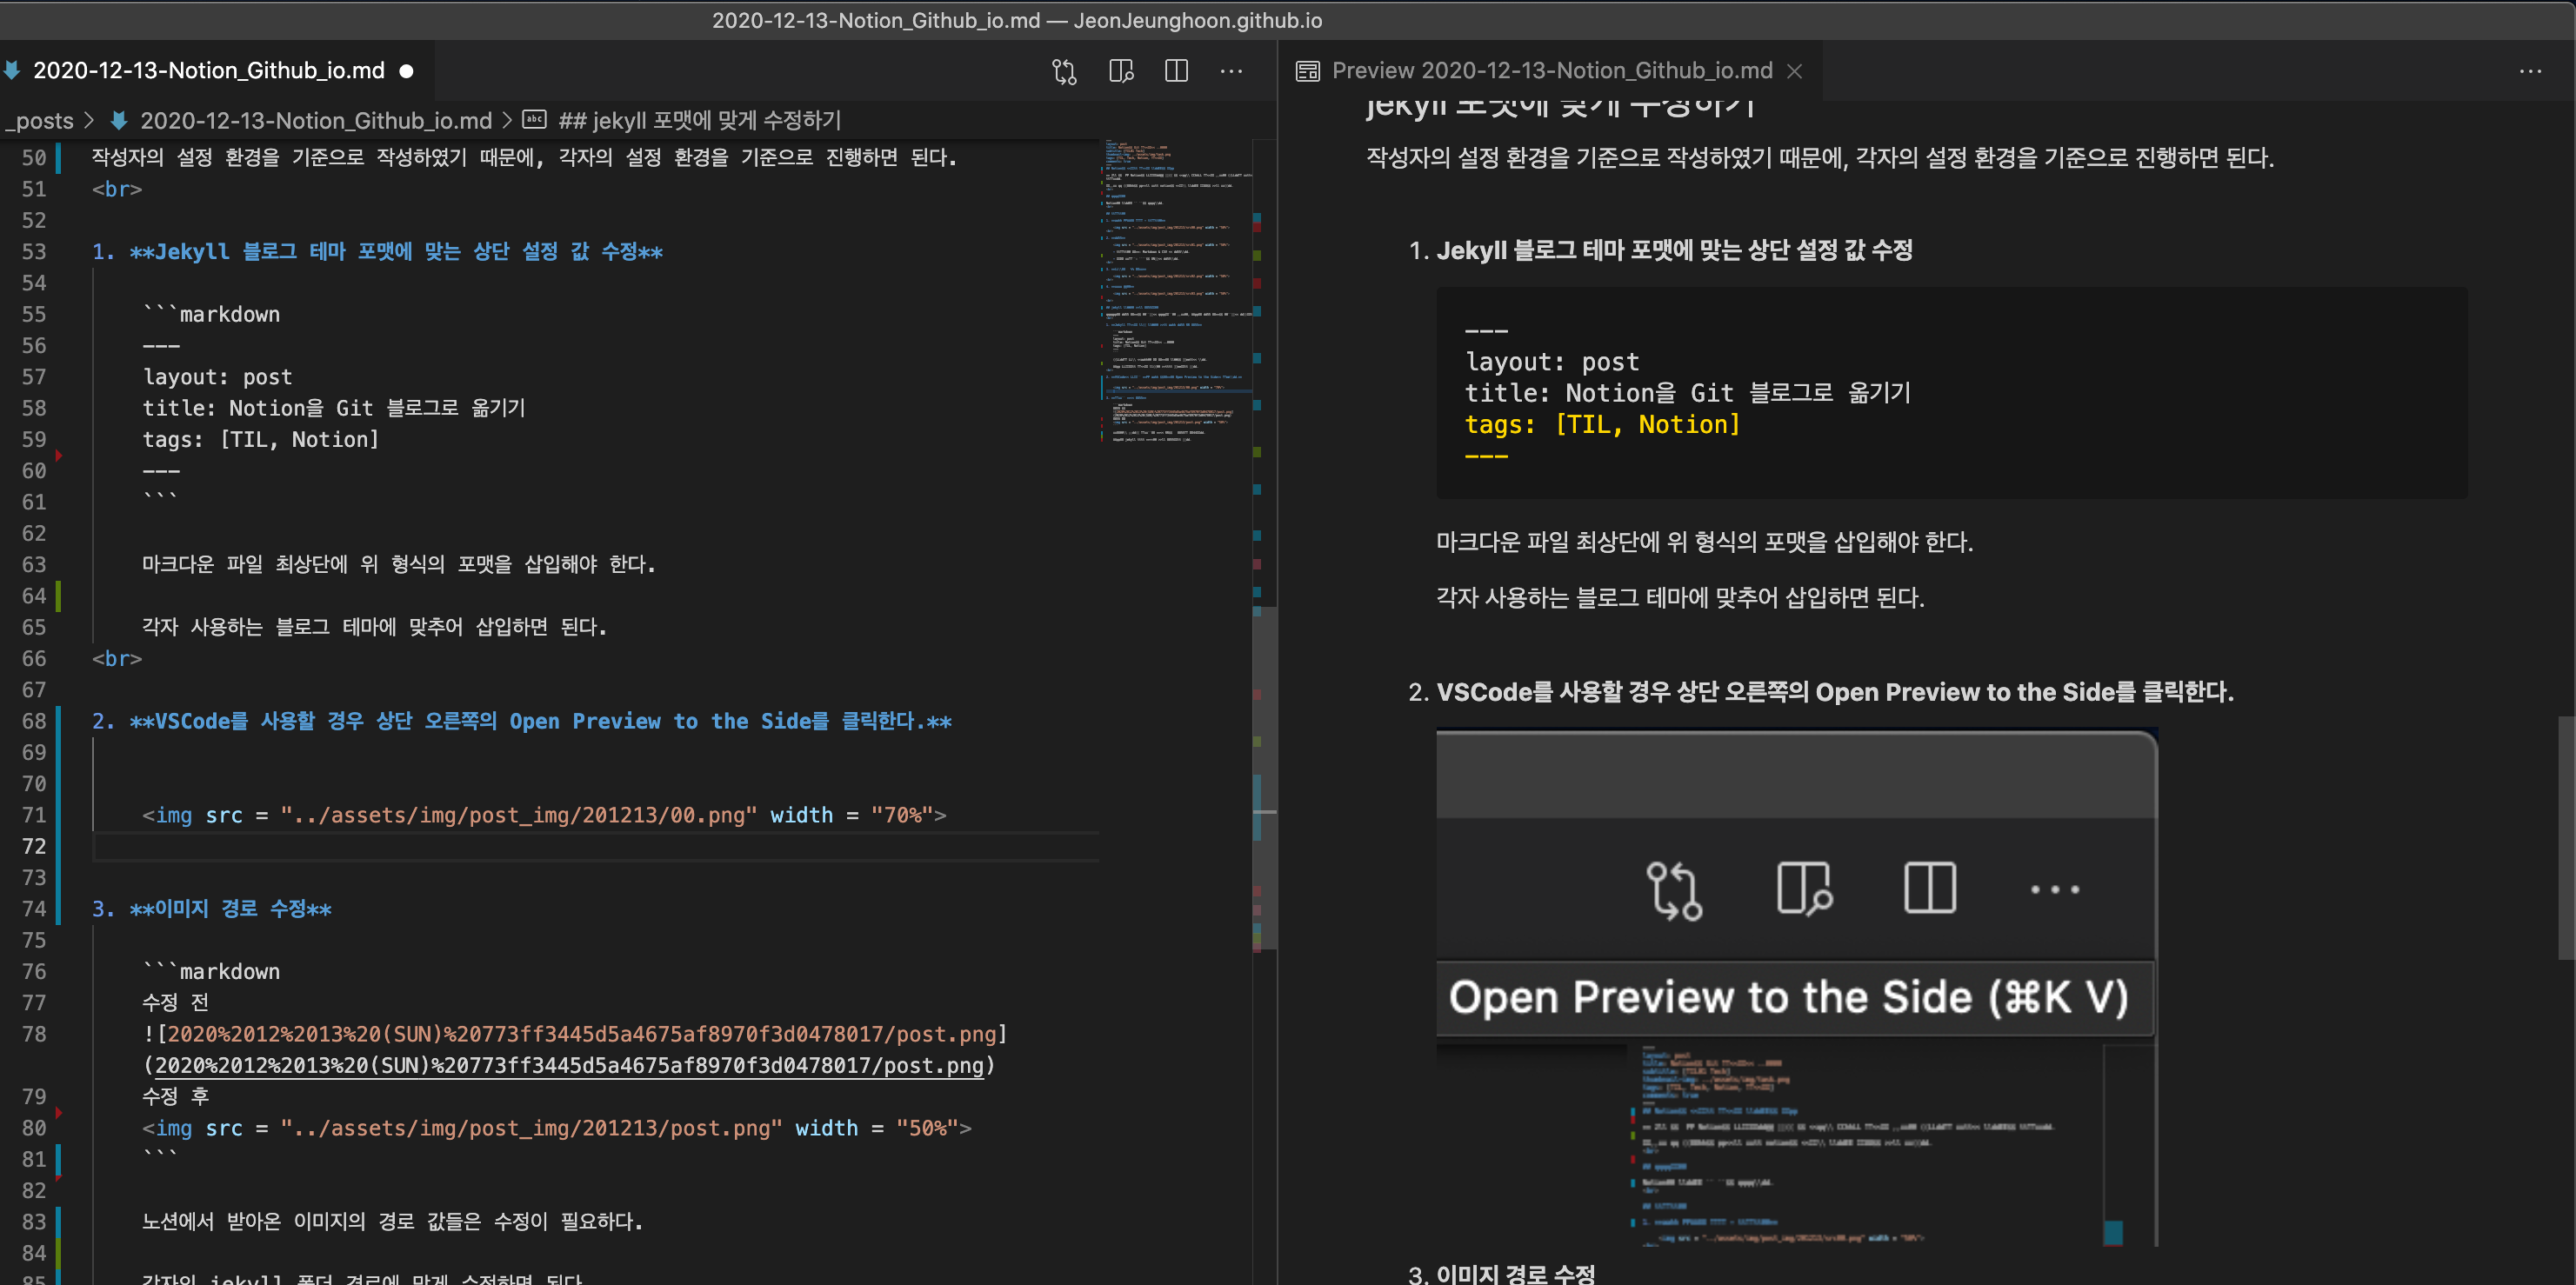 2020-12-13-Notion_Github_io.md — JeonJeunghoon.github.io
2020-12-13-Notion_Github_io.md
_posts > 2020-12-13-Notion_Github_io.md > abc ## jekyll 포맷에 맞게 수정하기
50 작성자의 설정 환경을 기준으로 작성하였기 때문에, 각자의 설정 환경을 기준으로 진행하면 된다.
51 <br>
52
53 1. **Jekyll 블로그 테마 포맷에 맞는 상단 설정 값 수정**
54
55 ```markdown
56 ---
57 layout: post
58 title: Notion을 Git 블로그로 옮기기
59 tags: [TIL, Notion]
60 ---
61 ```
62
63 마크다운 파일 최상단에 위 형식의 포맷을 삽입해야 한다.
64
65 각자 사용하는 블로그 테마에 맞추어 삽입하면 된다.
66 <br>
67
68 2. **VSCode를 사용할 경우 상단 오른쪽의 Open Preview to the Side를 클릭한다.**
69
70
71 <img src = "../assets/img/post_img/201213/00.png" width = "70%">
72
73
74 3. **이미지 경로 수정**
75
76 ```markdown
77 수정 전
78 ![2020%2012%2013%20(SUN)%20773ff3445d5a4675af8970f3d0478017/post.png]
(2020%2012%2013%20(SUN)%20773ff3445d5a4675af8970f3d0478017/post.png)
79 수정 후
80 <img src = "../assets/img/post_img/201213/post.png" width = "50%">
81 ```
82
83 노션에서 받아온 이미지의 경로 값들은 수정이 필요하다.
84
85 각자의 jekyll 폴더 경로에 맞게 수정하면 된다
Preview 2020-12-13-Notion_Github_io.md
jekyll 포맷에 맞게 수정하기
작성자의 설정 환경을 기준으로 작성하였기 때문에, 각자의 설정 환경을 기준으로 진행하면 된다.
1. Jekyll 블로그 테마 포맷에 맞는 상단 설정 값 수정
---
layout: post
title: Notion을 Git 블로그로 옮기기
tags: [TIL, Notion]
---
마크다운 파일 최상단에 위 형식의 포맷을 삽입해야 한다.
각자 사용하는 블로그 테마에 맞추어 삽입하면 된다.
2. VSCode를 사용할 경우 상단 오른쪽의 Open Preview to the Side를 클릭한다.
Open Preview to the Side (⌘K V)
3. 이미지 경로 수정